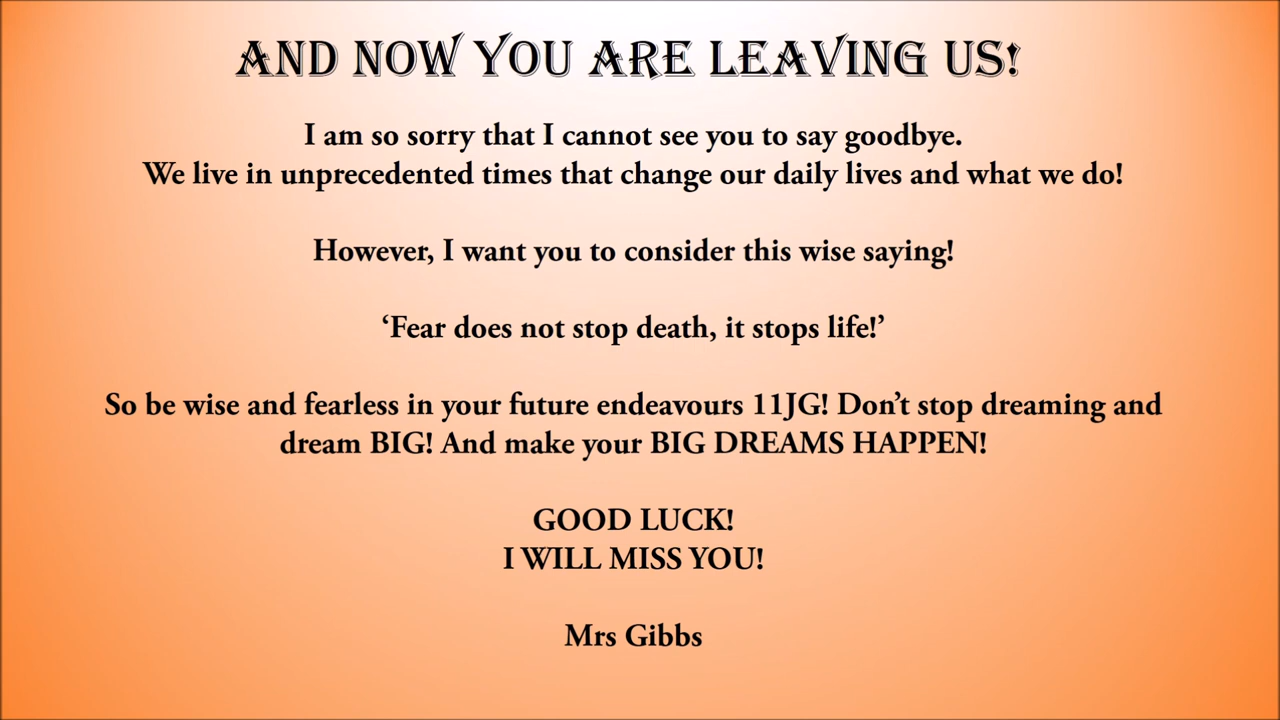 AND NOW YOU ARE LEAVING US!
I am so sorry that I cannot see you to say goodbye.
We live in unprecedented times that change our daily lives and what we do!
However, I want you to consider this wise saying!
‘Fear does not stop death, it stops life!’
So be wise and fearless in your future endeavours 11JG! Don’t stop dreaming and
dream BIG! And make your BIG DREAMS HAPPEN!
GOOD LUCK!
I WILL MISS YOU!
Mrs Gibbs